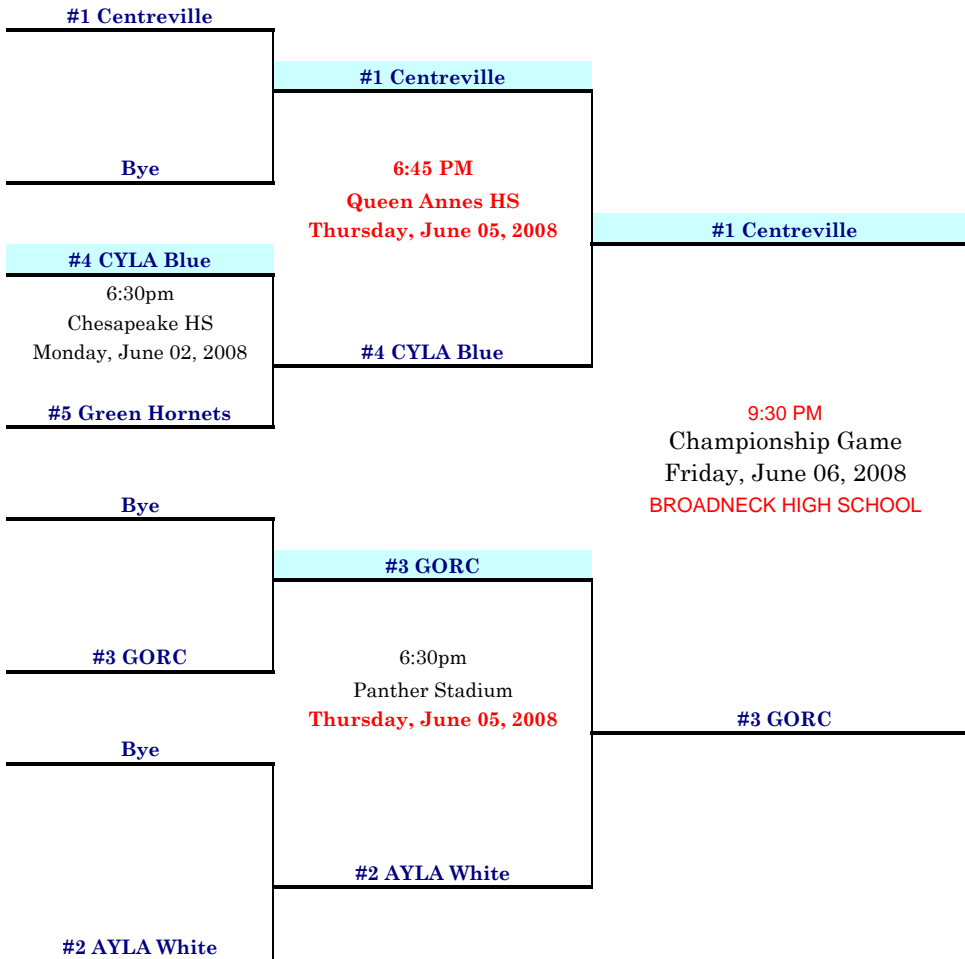 #1 Centreville
#1 Centreville
Bye
6:45 PM
Queen Annes HS
Thursday, June 05, 2008
#1 Centreville
#4 CYLA Blue
6:30pm
Chesapeake HS
Monday, June 02, 2008
#4 CYLA Blue
#5 Green Hornets
9:30 PM
Championship Game
Friday, June 06, 2008
BROADNECK HIGH SCHOOL
Bye
#3 GORC
#3 GORC
6:30pm
Panther Stadium
Thursday, June 05, 2008
#3 GORC
Bye
#2 AYLA White
#2 AYLA White